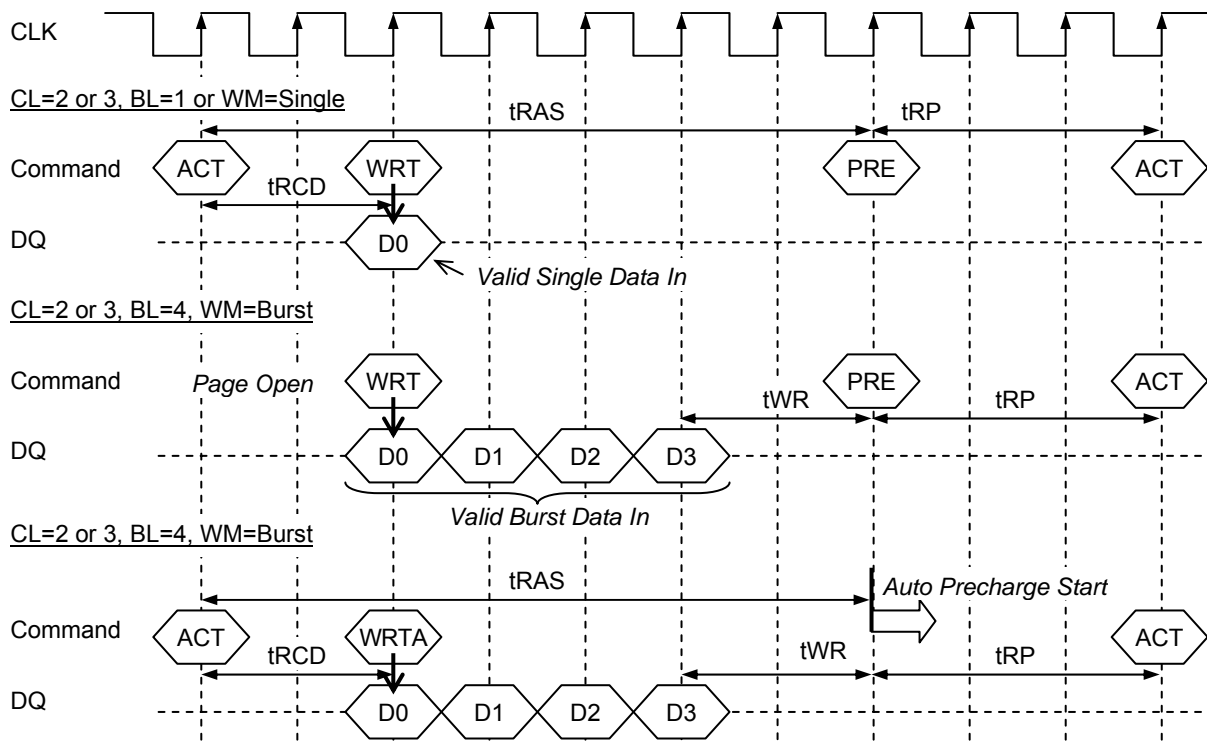 CLK
CL=2 or 3, BL=1 or WM=Single
tRAS tRP
Command ACT WRT PRE ACT
tRCD
DQ D0
Valid Single Data In
CL=2 or 3, BL=4, WM=Burst
Command Page Open WRT PRE ACT
tWR tRP
DQ D0 D1 D2 D3
Valid Burst Data In
CL=2 or 3, BL=4, WM=Burst
tRAS Auto Precharge Start
Command ACT WRTA ACT
tRCD tWR tRP
DQ D0 D1 D2 D3